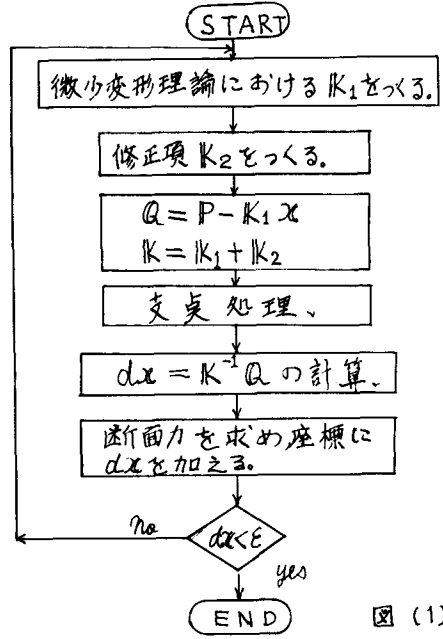 START
微少変形理論における K₁をつくる.
修正項 K₂ をつくる.
Q = P − K₁ x
K = K₁ + K₂
支点処理、
dx = K⁻¹ Q の計算.
断面力を求め,座標に
dx を加える.
no
dx<ε
yes
END
図 (1)